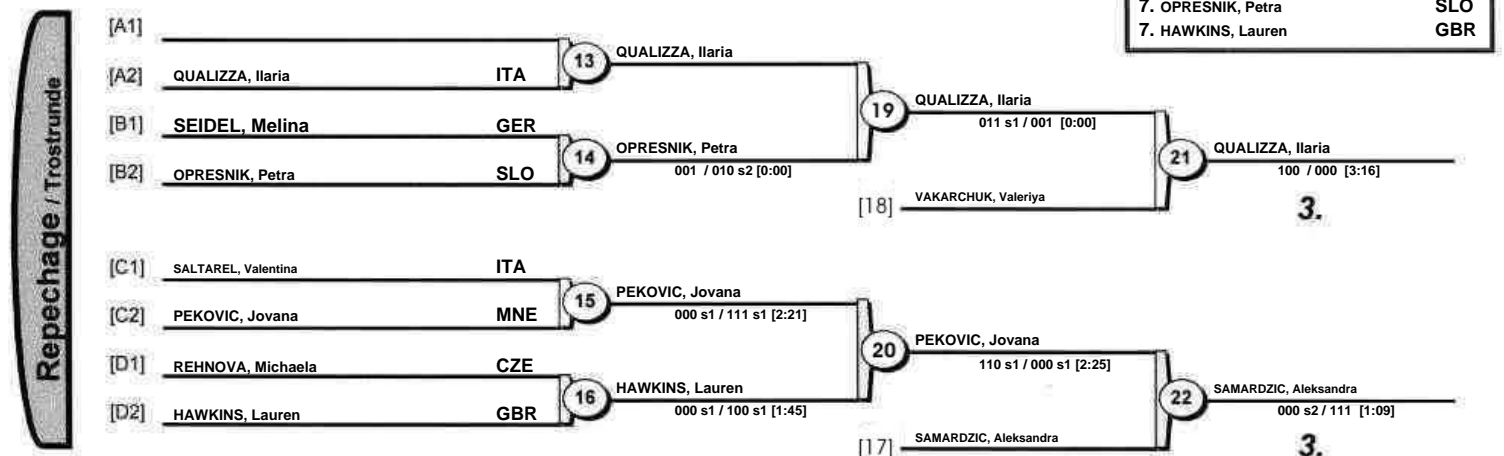 7. OPRESNIK, Petra SLO
7. HAWKINS, Lauren GBR
Repechage / Trostrunde
[A1]
[A2] QUALIZZA, Ilaria ITA
13
QUALIZZA, Ilaria
[B1] SEIDEL, Melina GER
[B2] OPRESNIK, Petra SLO
14
OPRESNIK, Petra
001 / 010 s2 [0:00]
19
QUALIZZA, Ilaria
011 s1 / 001 [0:00]
[18] VAKARCHUK, Valeriya
21
QUALIZZA, Ilaria
100 / 000 [3:16]
3.
[C1] SALTAREL, Valentina ITA
[C2] PEKOVIC, Jovana MNE
15
PEKOVIC, Jovana
000 s1 / 111 s1 [2:21]
[D1] REHNOVA, Michaela CZE
[D2] HAWKINS, Lauren GBR
16
HAWKINS, Lauren
000 s1 / 100 s1 [1:45]
20
PEKOVIC, Jovana
110 s1 / 000 s1 [2:25]
[17] SAMARDZIC, Aleksandra
22
SAMARDZIC, Aleksandra
000 s2 / 111 [1:09]
3.